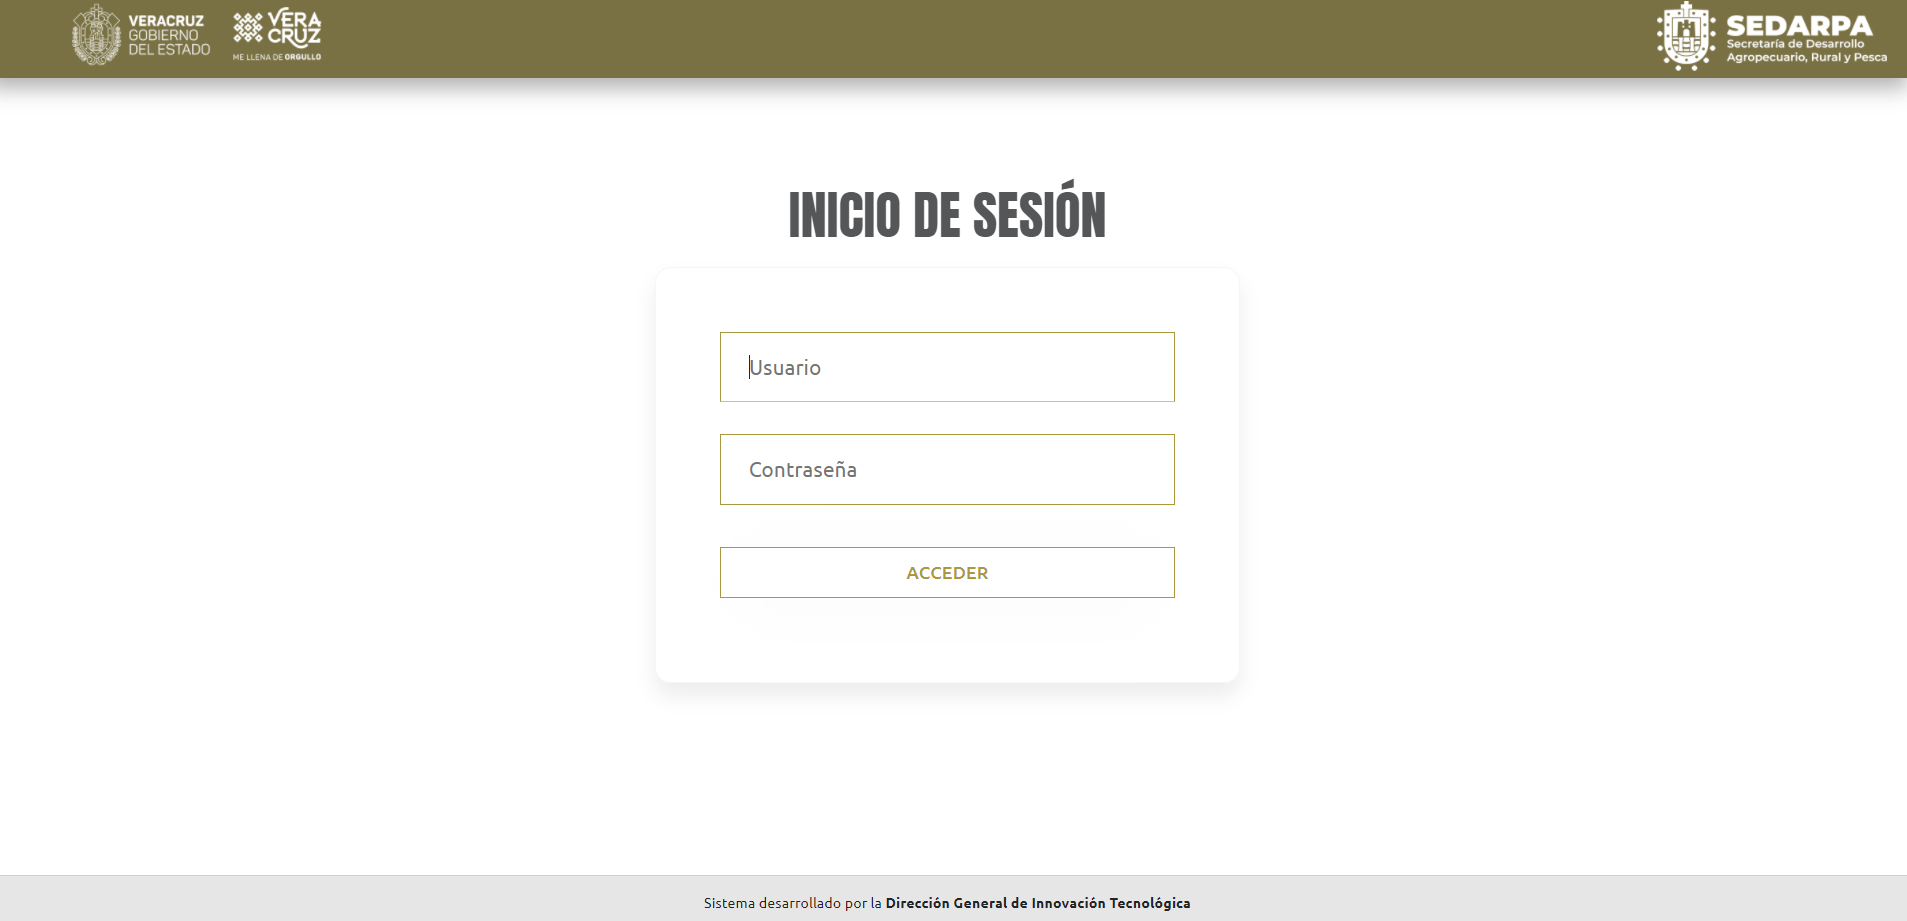 VERACRUZ
GOBIERNO
DEL ESTADO
VERA
CRUZ
ME LLENA DE ORGULLO
SEDARPA
Secretaría de Desarrollo
Agropecuario, Rural y Pesca
INICIO DE SESIÓN
Usuario
Contraseña
ACCEDER
Sistema desarrollado por la Dirección General de Innovación Tecnológica